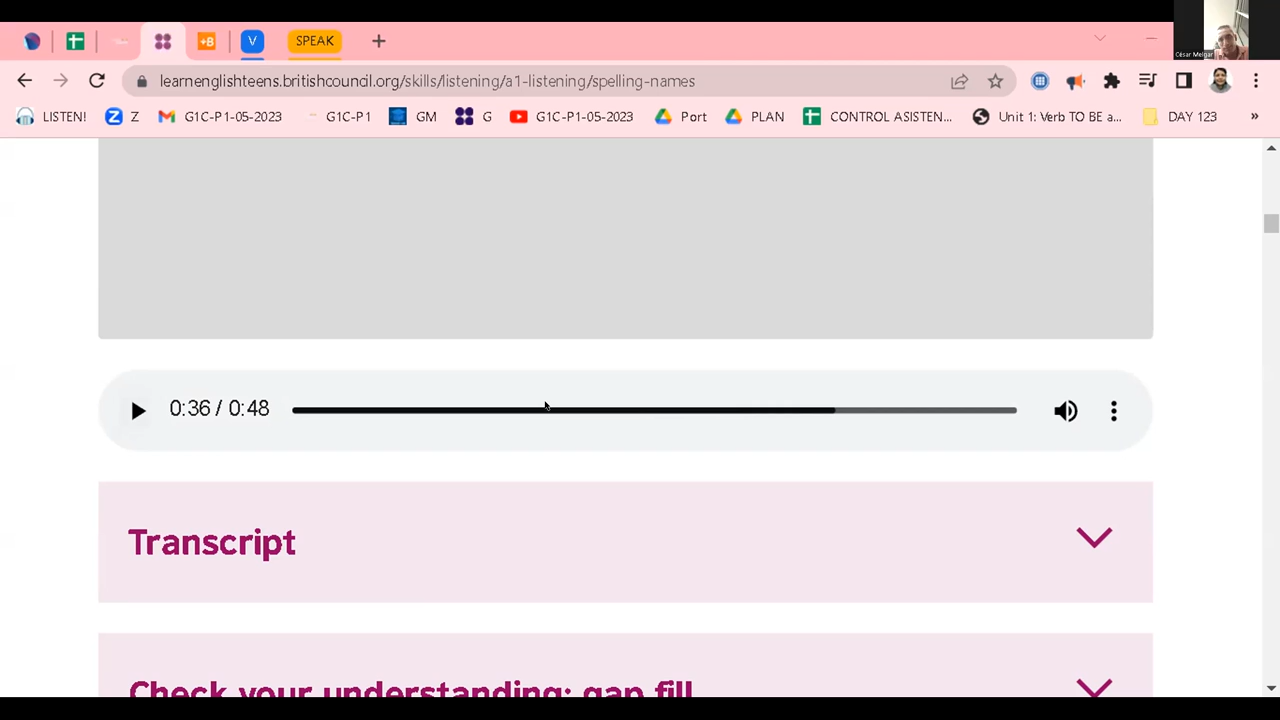 César Melgar
+B V SPEAK
learnenglishteens.britishcouncil.org/skills/listening/a1-listening/spelling-names
LISTEN! Z G1C-P1-05-2023 G1C-P1 GM G G1C-P1-05-2023 Port PLAN CONTROL ASISTEN... Unit 1: Verb TO BE a... DAY 123 »
0:36 / 0:48
Transcript
Check your understanding: gap fill